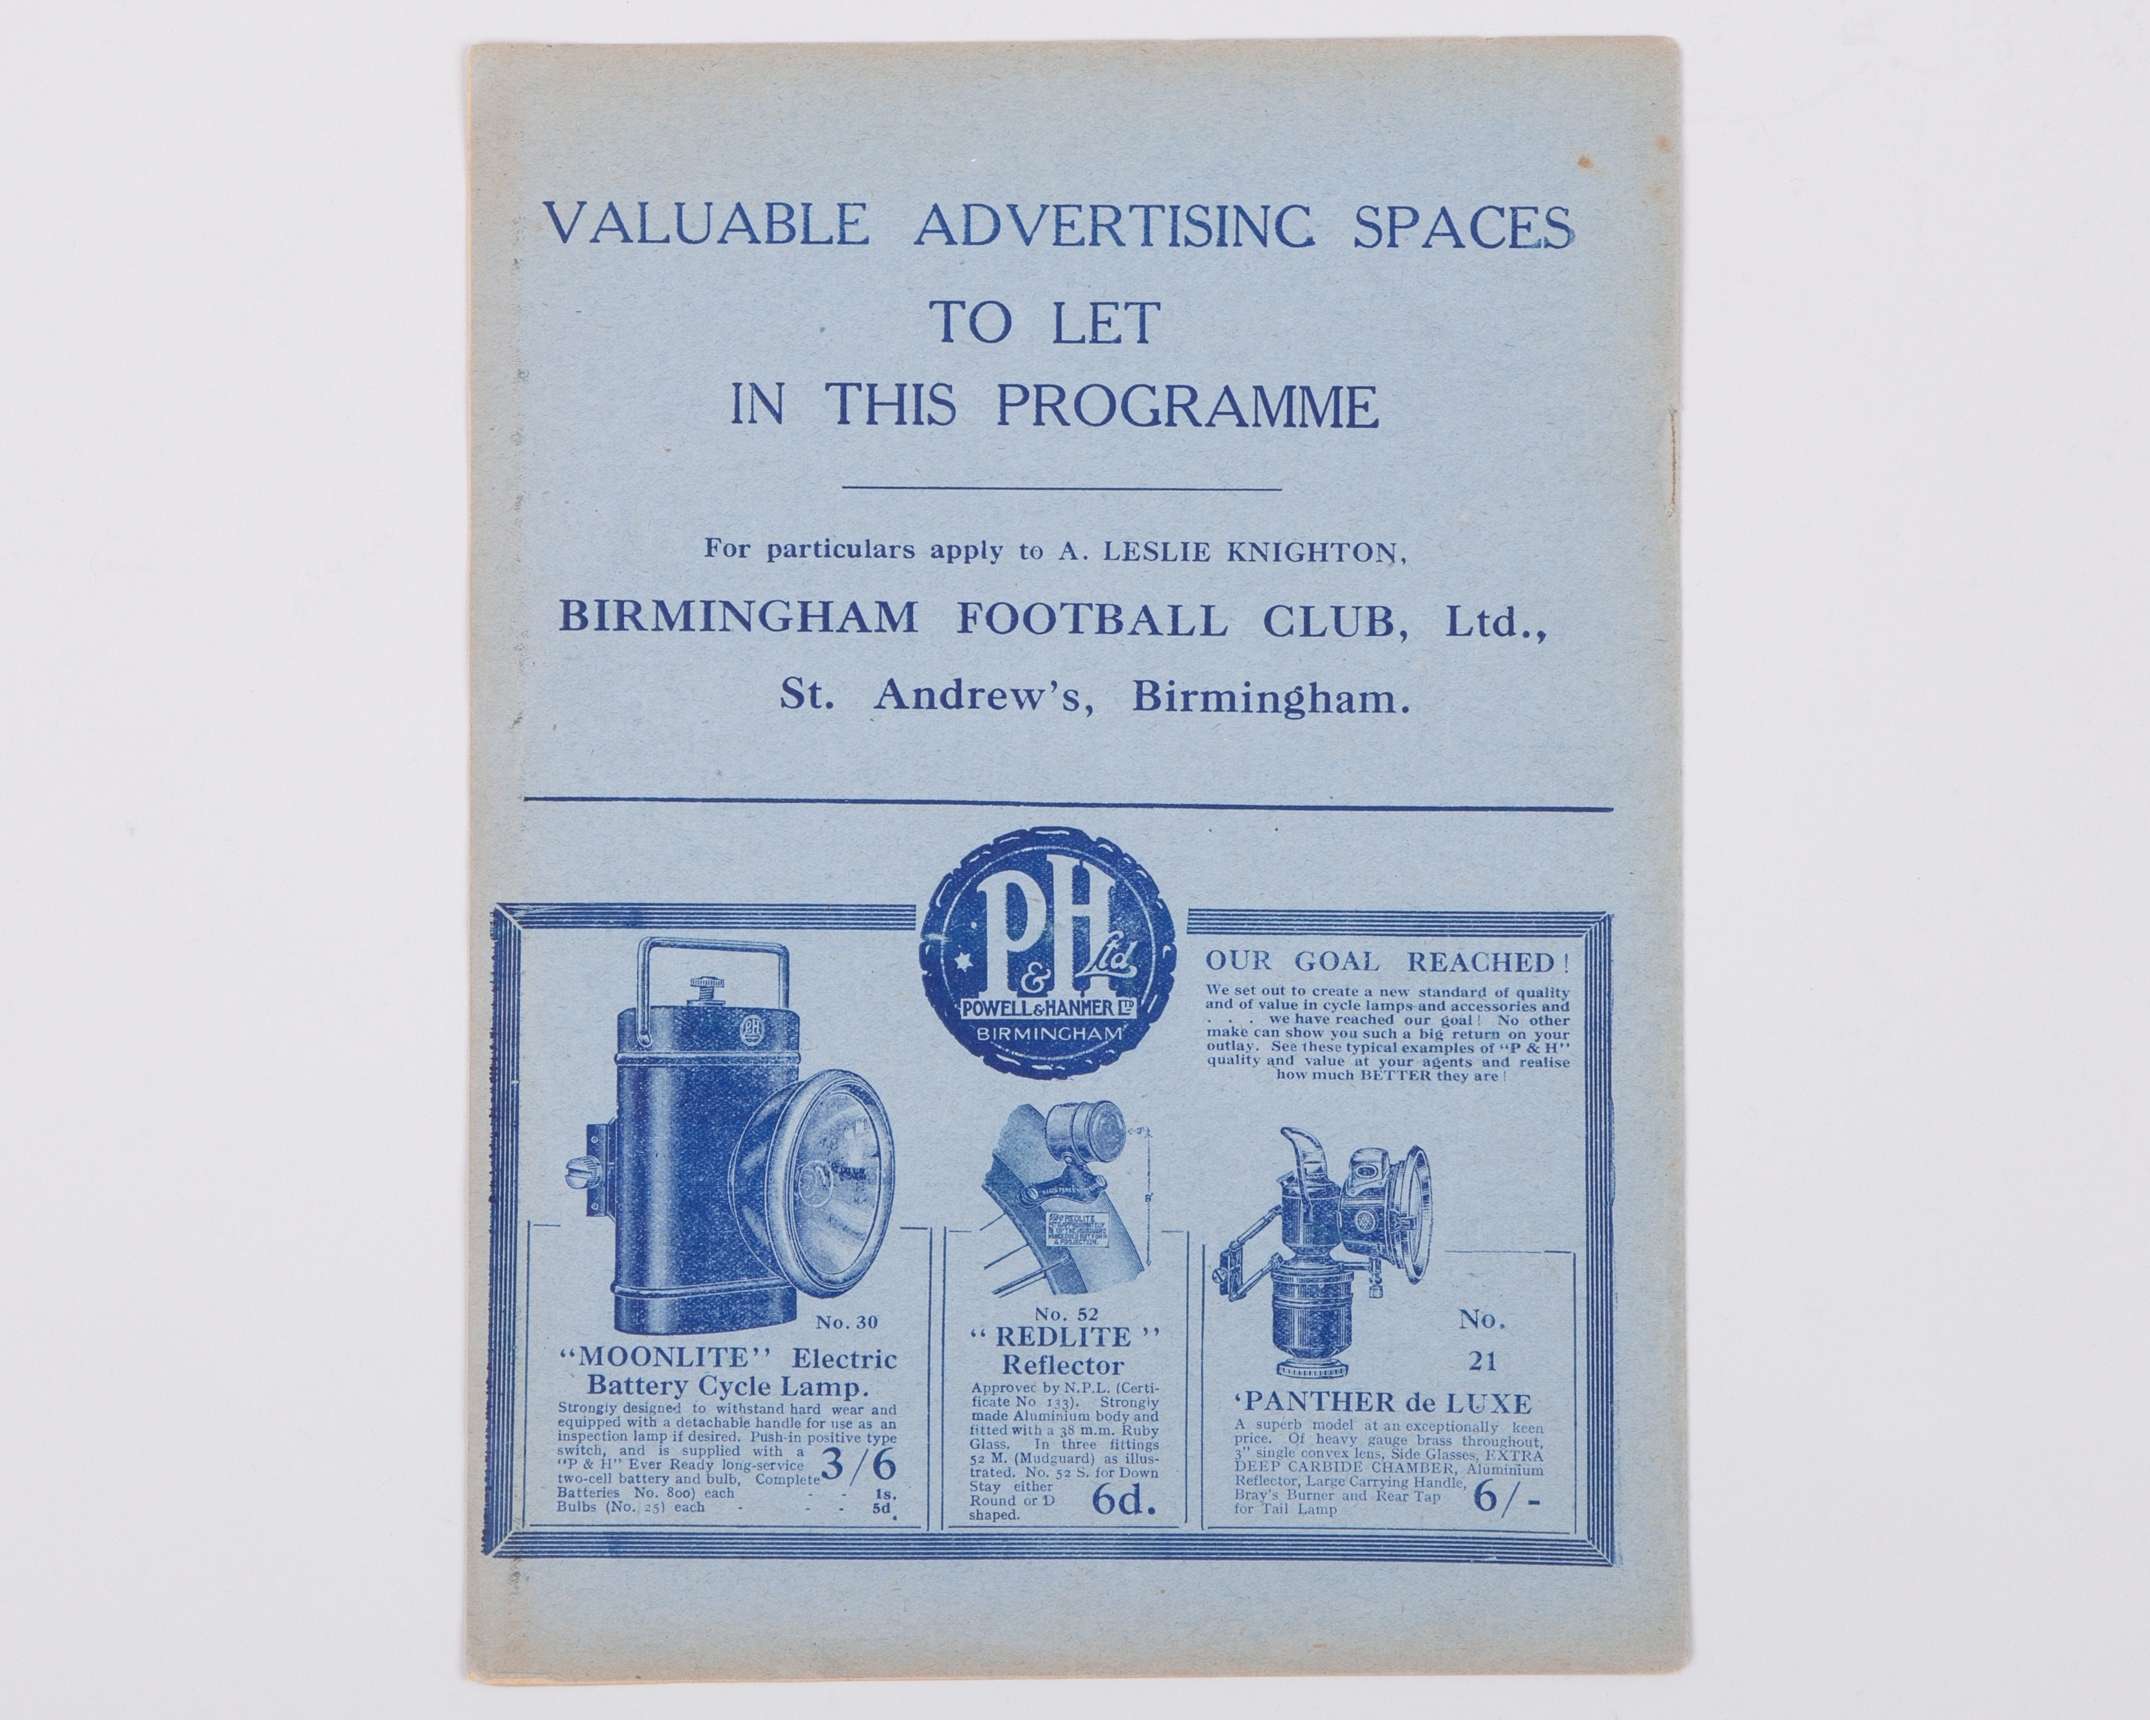 VALUABLE ADVERTISING SPACES
TO LET
IN THIS PROGRAMME
For particulars apply to A. LESLIE KNIGHTON,
BIRMINGHAM FOOTBALL CLUB, Ltd.,
St. Andrew's, Birmingham.
P & H Ltd
POWELL & HANMER LTD
BIRMINGHAM
OUR GOAL REACHED!
We set out to create a new standard of quality
and of value in cycle lamps and accessories and
. . . we have reached our goal! No other
make can show you such a big return on your
outlay. See these typical examples of "P & H"
quality and value at your agents and realise
how much BETTER they are!
PH
No. 30
"MOONLITE" Electric
Battery Cycle Lamp.
Strongly designed to withstand hard wear and
equipped with a detachable handle for use as an
inspection lamp if desired. Push-in positive type
switch, and is supplied with a
"P & H" Ever Ready long-service
two-cell battery and bulb, Complete 3/6
Batteries No. 800) each - - 1s.
Bulbs (No. 25) each - - - 5d.
REDLITE
No. 52
"REDLITE"
Reflector
Approved by N.P.L. (Certi-
ficate No 133). Strongly
made Aluminium body and
fitted with a 38 m.m. Ruby
Glass. In three fittings
52 M. (Mudguard) as illus-
trated. No. 52 S. for Down
Stay either
Round or D
shaped. 6d.
No.
21
'PANTHER de LUXE
A superb model at an exceptionally keen
price. Of heavy gauge brass throughout,
3" single convex lens, Side Glasses, EXTRA
DEEP CARBIDE CHAMBER, Aluminium
Reflector, Large Carrying Handle,
Bray's Burner and Rear Tap
for Tail Lamp 6/-